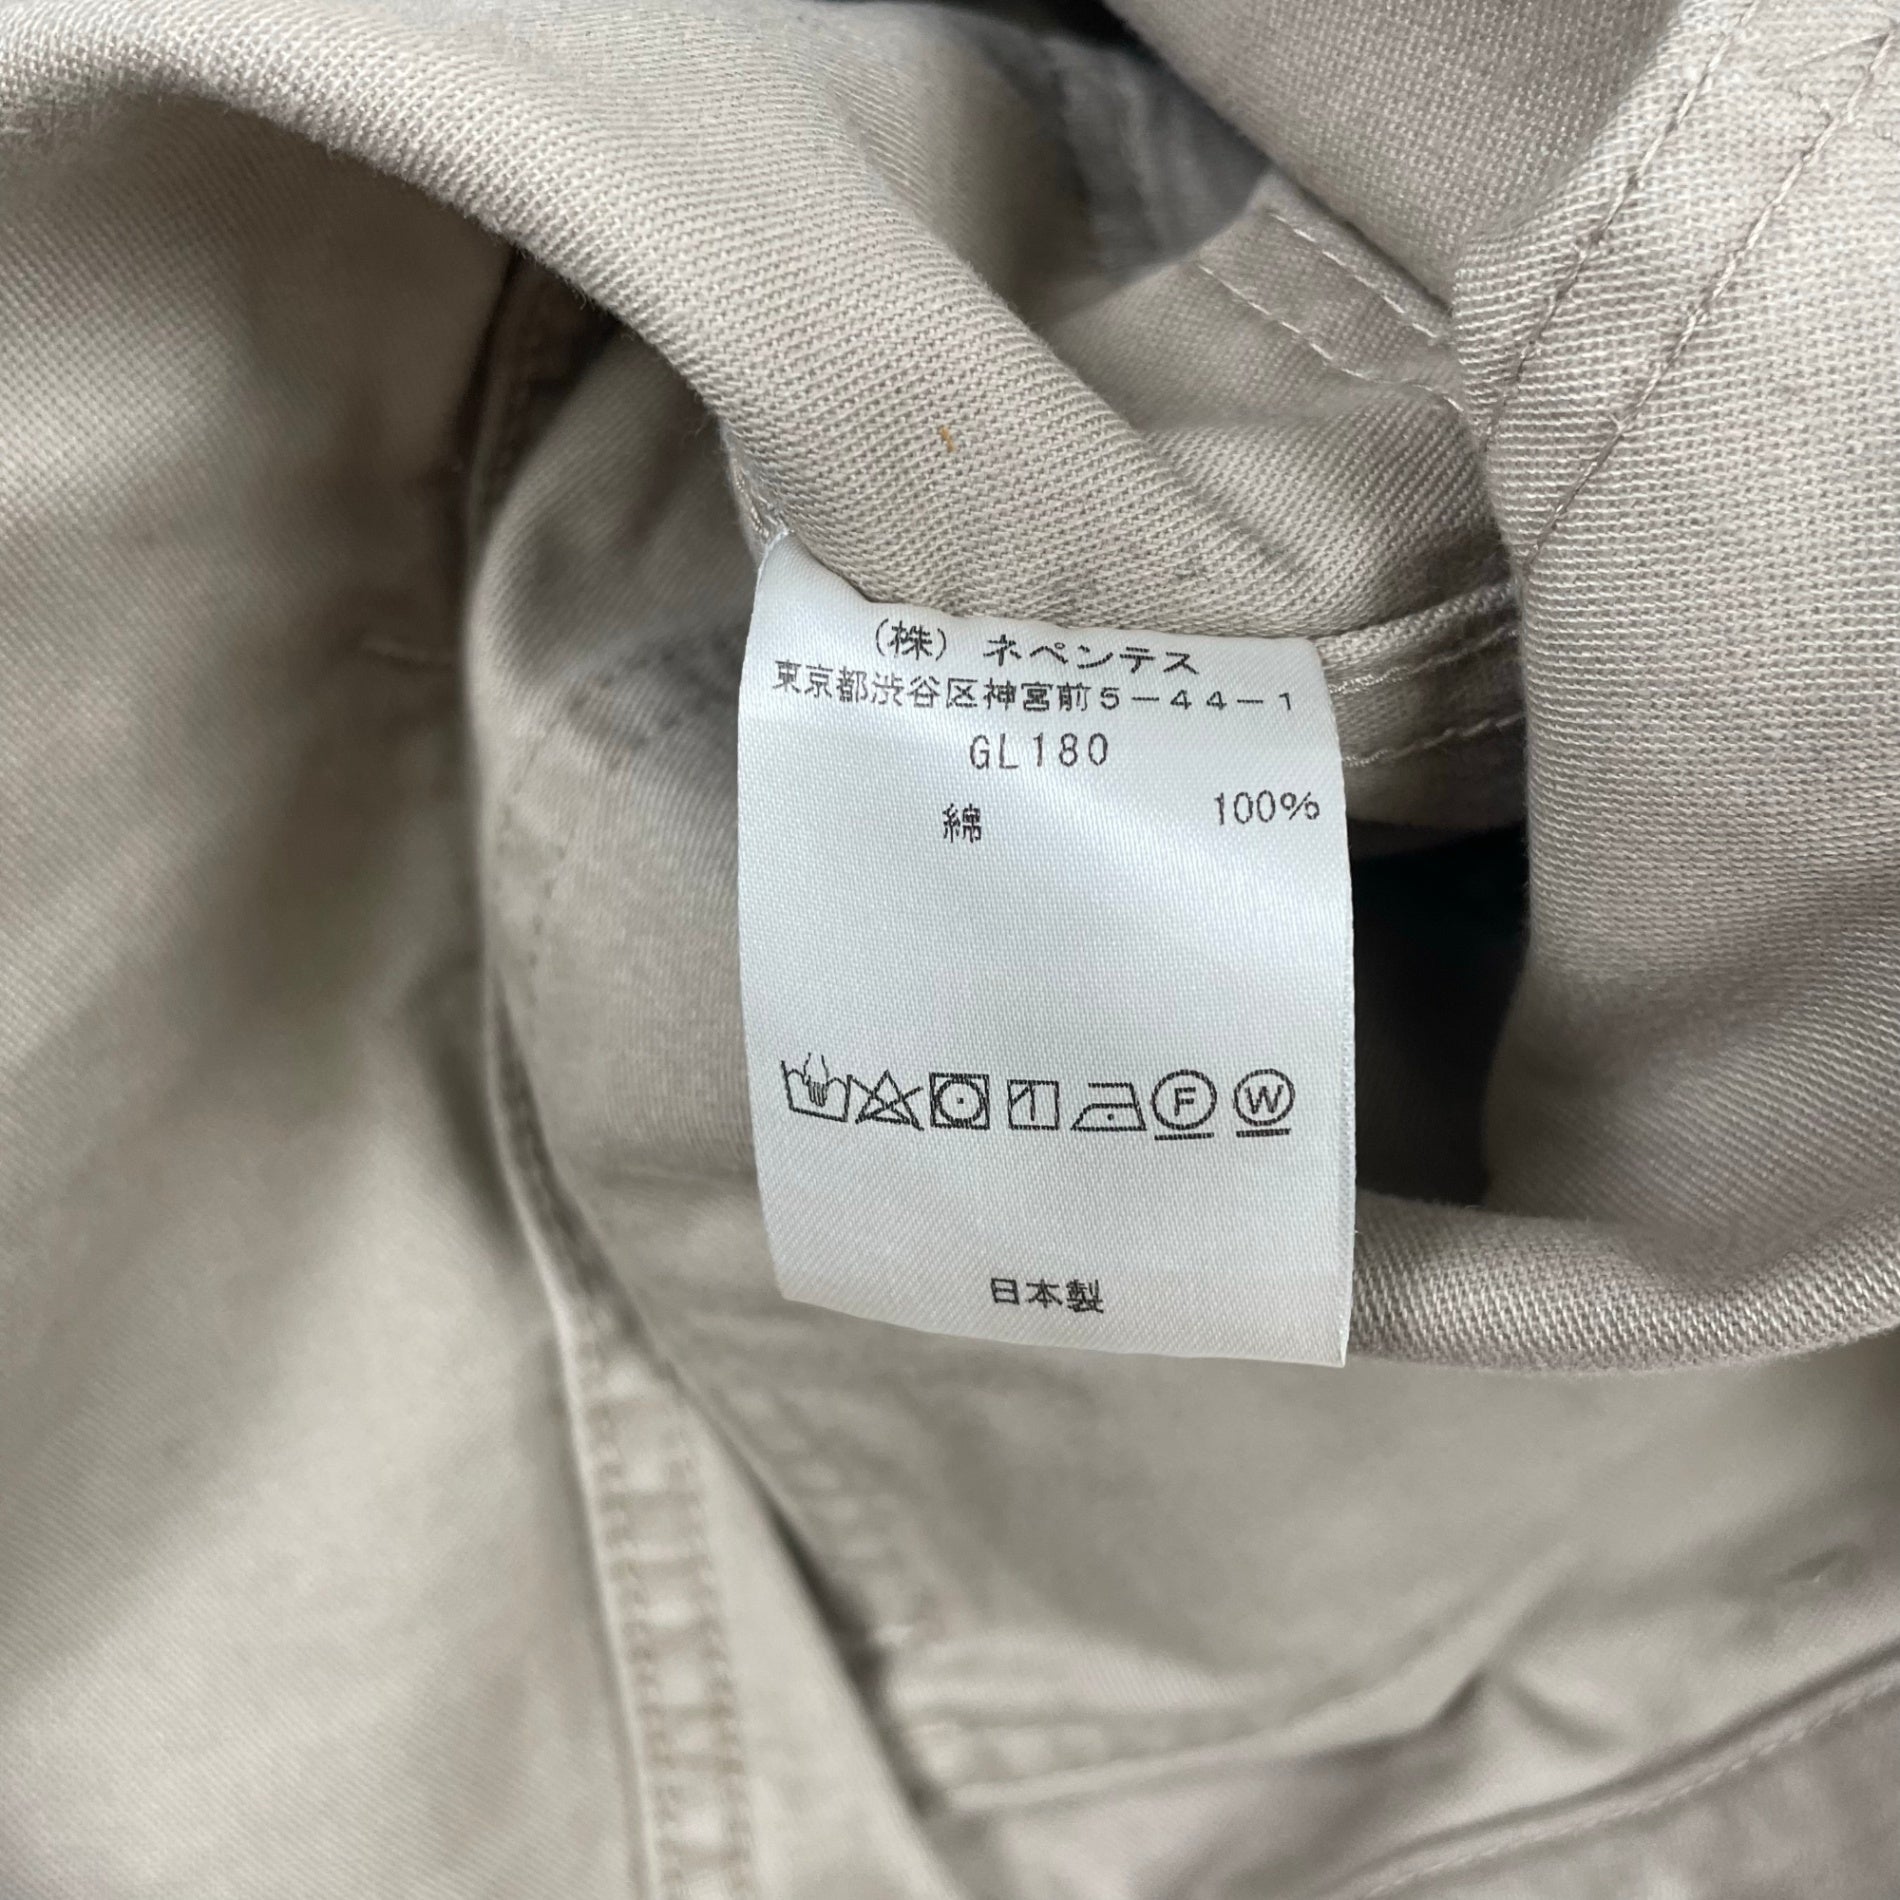 (株) ネペンテス
東京都渋谷区神宮前5-44-1
GL180
綿 100%
F W
日本製